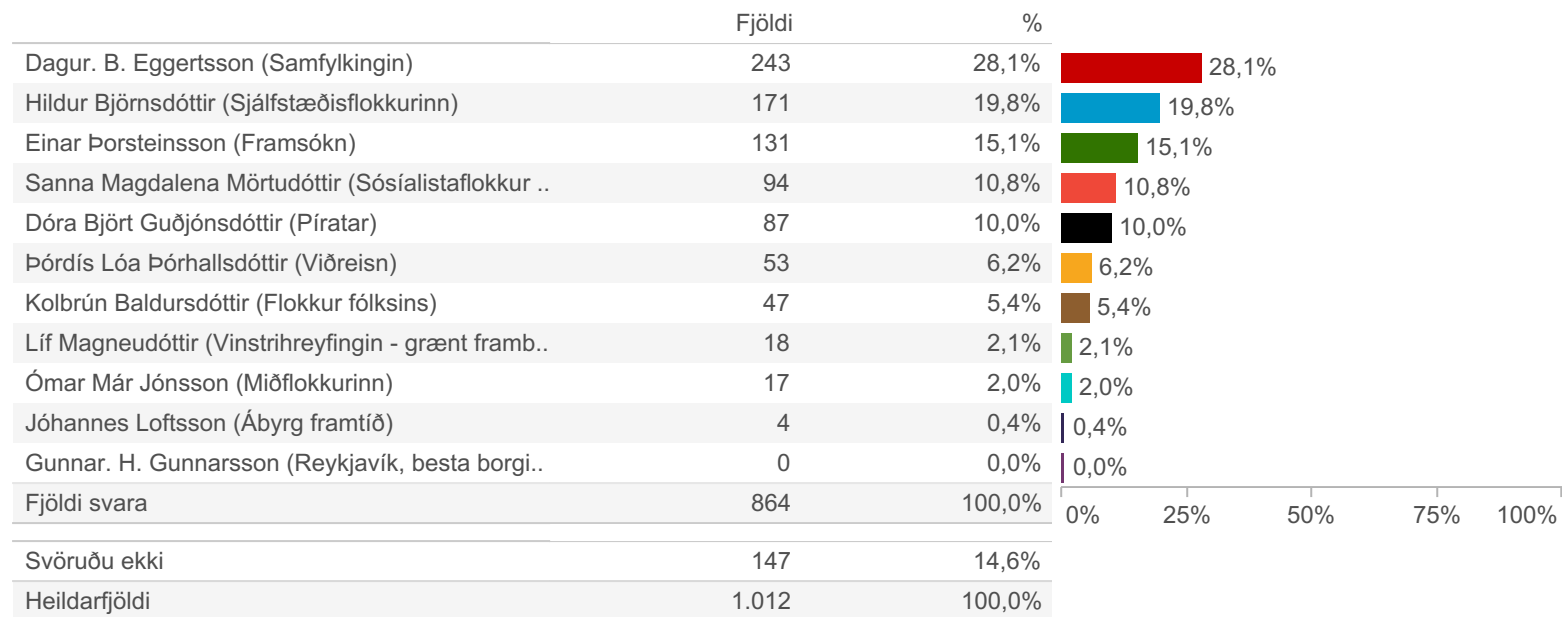 Fjöldi %
Dagur. B. Eggertsson (Samfylkingin) 243 28,1% 28,1%
Hildur Björnsdóttir (Sjálfstæðisflokkurinn) 171 19,8% 19,8%
Einar Þorsteinsson (Framsókn) 131 15,1% 15,1%
Sanna Magdalena Mörtudóttir (Sósíalistaflokkur .. 94 10,8% 10,8%
Dóra Björt Guðjónsdóttir (Píratar) 87 10,0% 10,0%
Þórdís Lóa Þórhallsdóttir (Viðreisn) 53 6,2% 6,2%
Kolbrún Baldursdóttir (Flokkur fólksins) 47 5,4% 5,4%
Líf Magneudóttir (Vinstrihreyfingin - grænt framb.. 18 2,1% 2,1%
Ómar Már Jónsson (Miðflokkurinn) 17 2,0% 2,0%
Jóhannes Loftsson (Ábyrg framtíð) 4 0,4% 0,4%
Gunnar. H. Gunnarsson (Reykjavík, besta borgi.. 0 0,0% 0,0%
Fjöldi svara 864 100,0% 0% 25% 50% 75% 100%
Svöruðu ekki 147 14,6%
Heildarfjöldi 1.012 100,0%